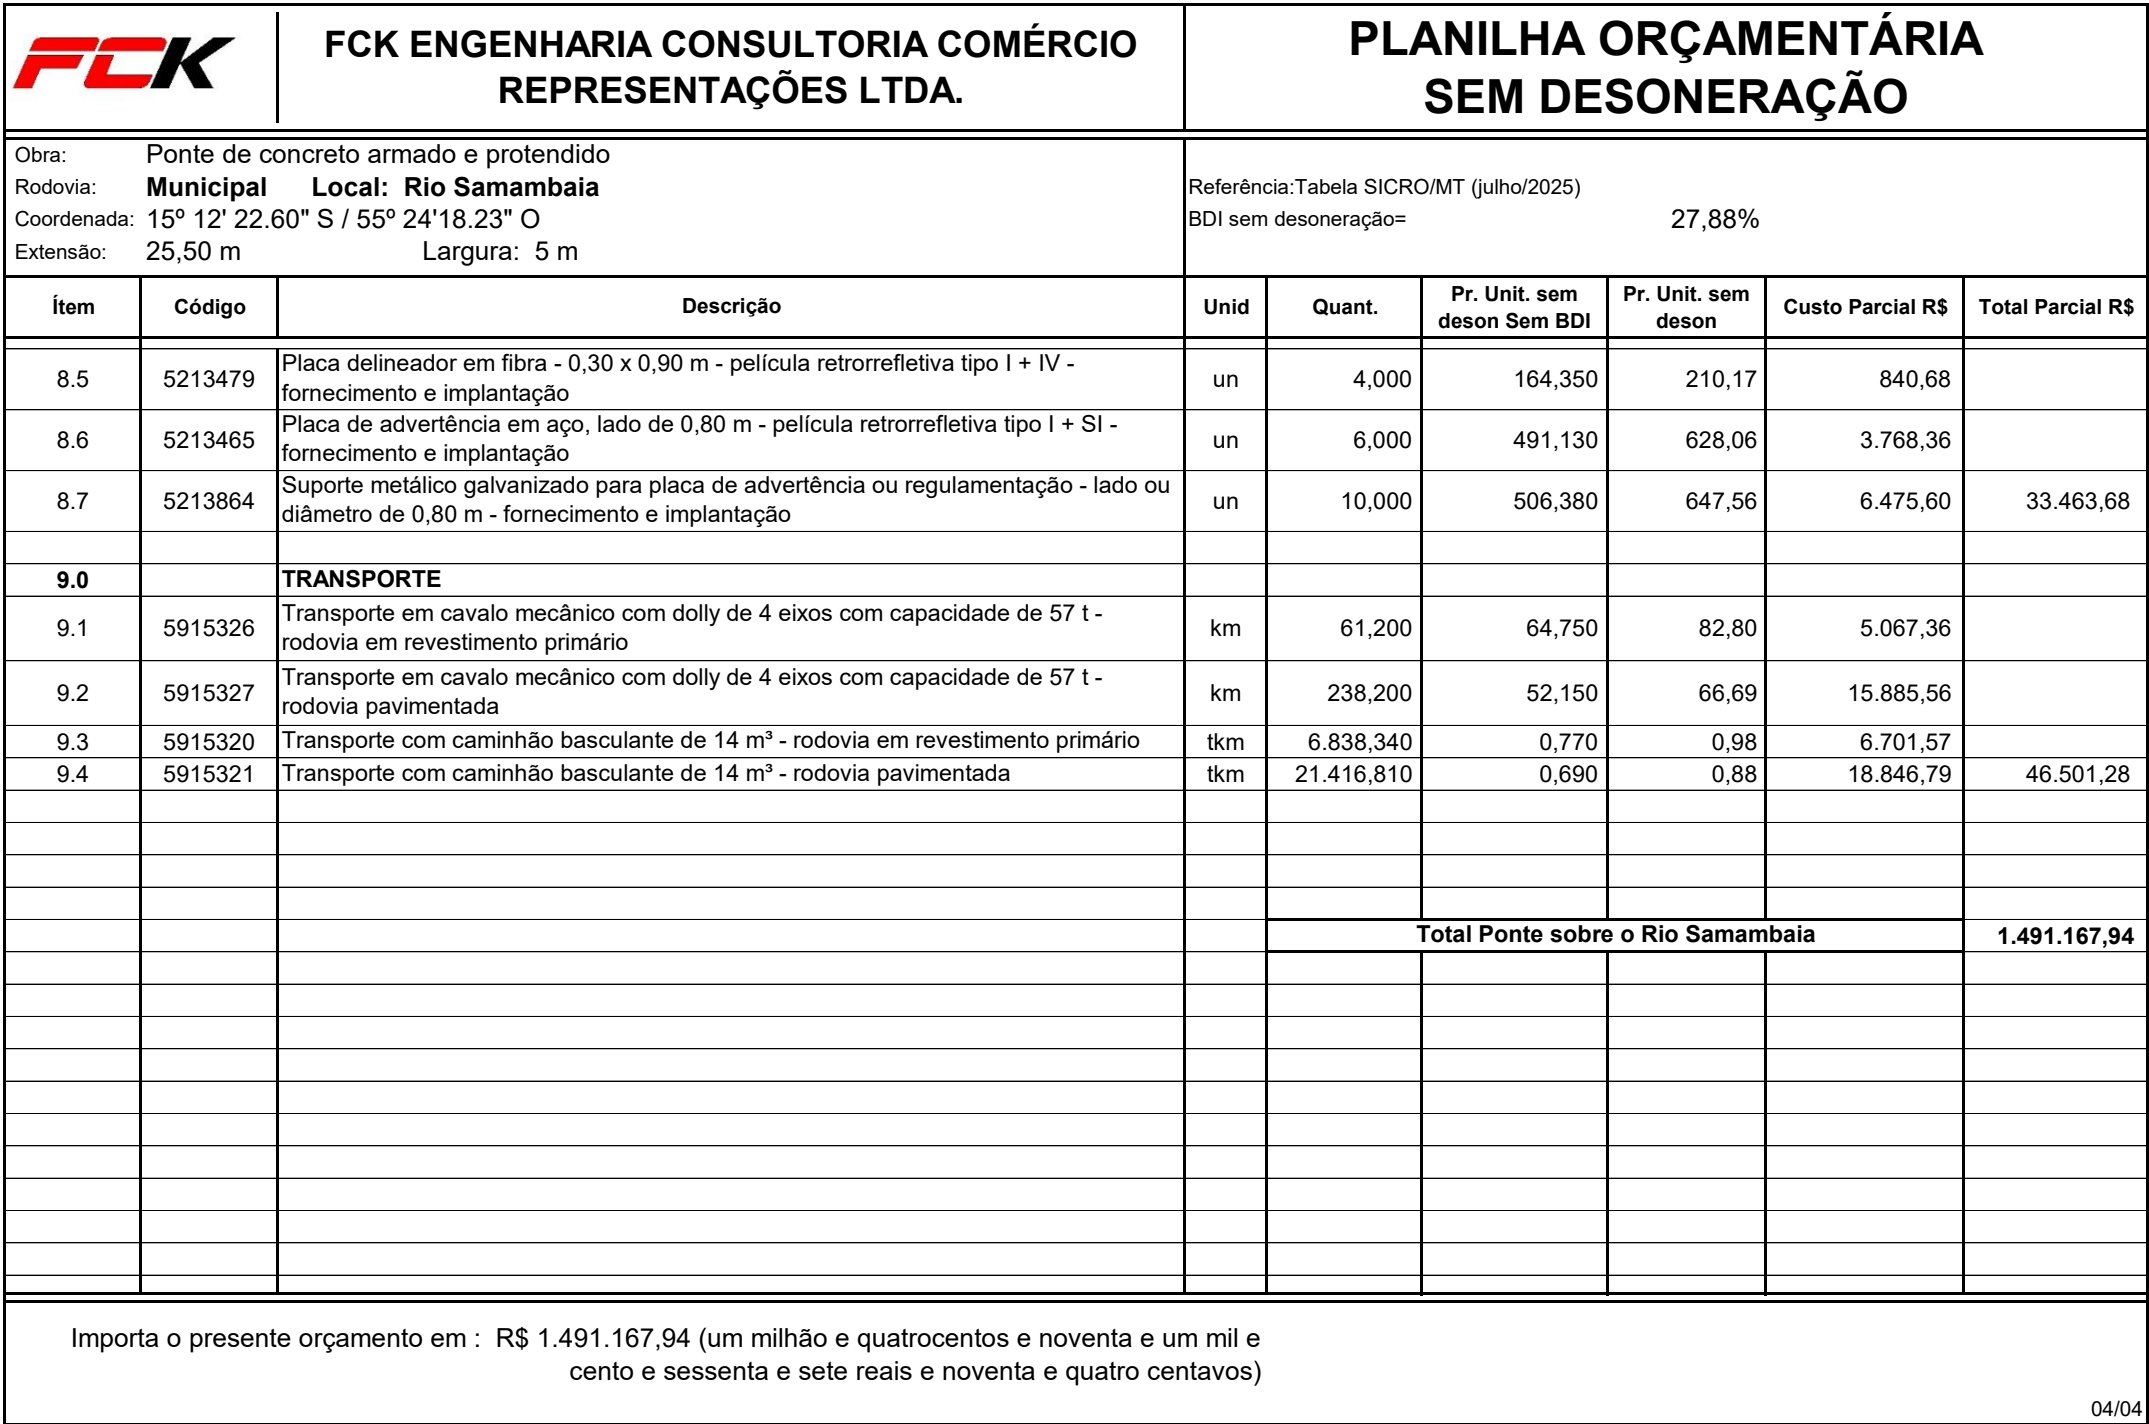 FCK
FCK ENGENHARIA CONSULTORIA COMÉRCIO
REPRESENTAÇÕES LTDA.
PLANILHA ORÇAMENTÁRIA
SEM DESONERAÇÃO
Obra: Ponte de concreto armado e protendido
Rodovia: Municipal Local: Rio Samambaia
Coordenada: 15º 12' 22.60" S / 55º 24'18.23" O
Extensão: 25,50 m Largura: 5 m
Referência:Tabela SICRO/MT (julho/2025)
BDI sem desoneração= 27,88%
Ítem Código Descrição Unid Quant. Pr. Unit. sem deson Sem BDI Pr. Unit. sem deson Custo Parcial R$ Total Parcial R$
8.5 5213479 Placa delineador em fibra - 0,30 x 0,90 m - película retrorrefletiva tipo I + IV -
fornecimento e implantação un 4,000 164,350 210,17 840,68
8.6 5213465 Placa de advertência em aço, lado de 0,80 m - película retrorrefletiva tipo I + SI -
fornecimento e implantação un 6,000 491,130 628,06 3.768,36
8.7 5213864 Suporte metálico galvanizado para placa de advertência ou regulamentação - lado ou
diâmetro de 0,80 m - fornecimento e implantação un 10,000 506,380 647,56 6.475,60 33.463,68
9.0 TRANSPORTE
9.1 5915326 Transporte em cavalo mecânico com dolly de 4 eixos com capacidade de 57 t -
rodovia em revestimento primário km 61,200 64,750 82,80 5.067,36
9.2 5915327 Transporte em cavalo mecânico com dolly de 4 eixos com capacidade de 57 t -
rodovia pavimentada km 238,200 52,150 66,69 15.885,56
9.3 5915320 Transporte com caminhão basculante de 14 m³ - rodovia em revestimento primário tkm 6.838,340 0,770 0,98 6.701,57
9.4 5915321 Transporte com caminhão basculante de 14 m³ - rodovia pavimentada tkm 21.416,810 0,690 0,88 18.846,79 46.501,28
Total Ponte sobre o Rio Samambaia 1.491.167,94
Importa o presente orçamento em : R$ 1.491.167,94 (um milhão e quatrocentos e noventa e um mil e
cento e sessenta e sete reais e noventa e quatro centavos)
04/04